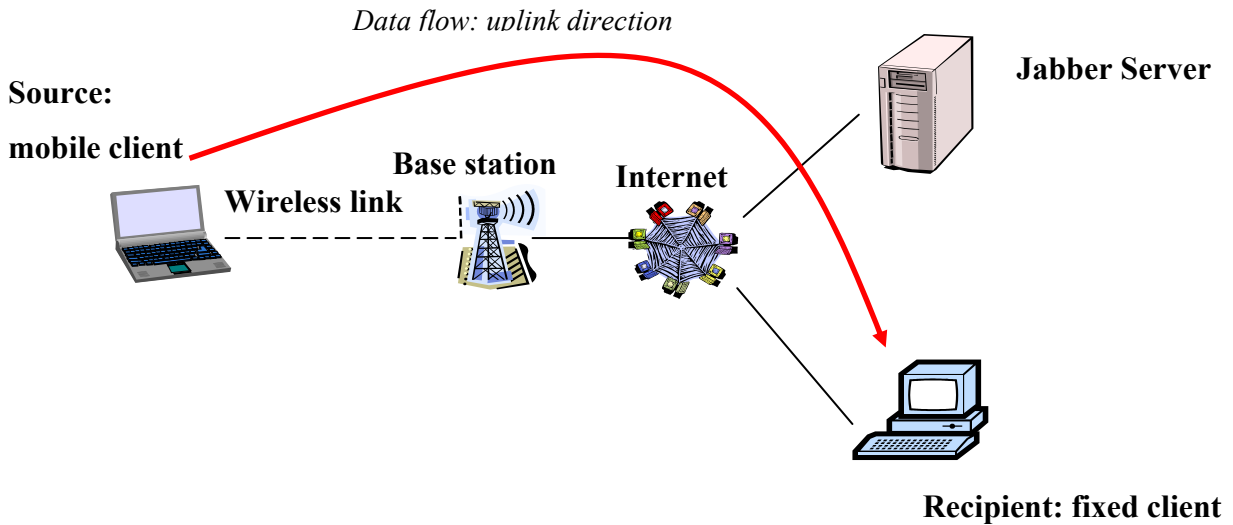 Data flow: uplink direction
Jabber Server
Source:
mobile client
Base station
Internet
Wireless link
Recipient: fixed client